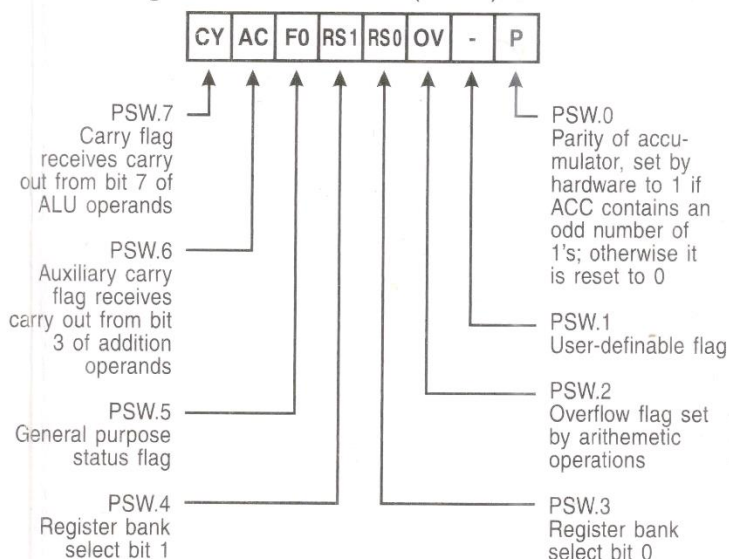 CY AC F0 RS1 RS0 OV - P
PSW.7
Carry flag
receives carry
out from bit 7 of
ALU operands
PSW.6
Auxiliary carry
flag receives
carry out from bit
3 of addition
operands
PSW.5
General purpose
status flag
PSW.4
Register bank
select bit 1
PSW.0
Parity of accu-
mulator, set by
hardware to 1 if
ACC contains an
odd number of
1's; otherwise it
is reset to 0
PSW.1
User-definable flag
PSW.2
Overflow flag set
by arithemetic
operations
PSW.3
Register bank
select bit 0